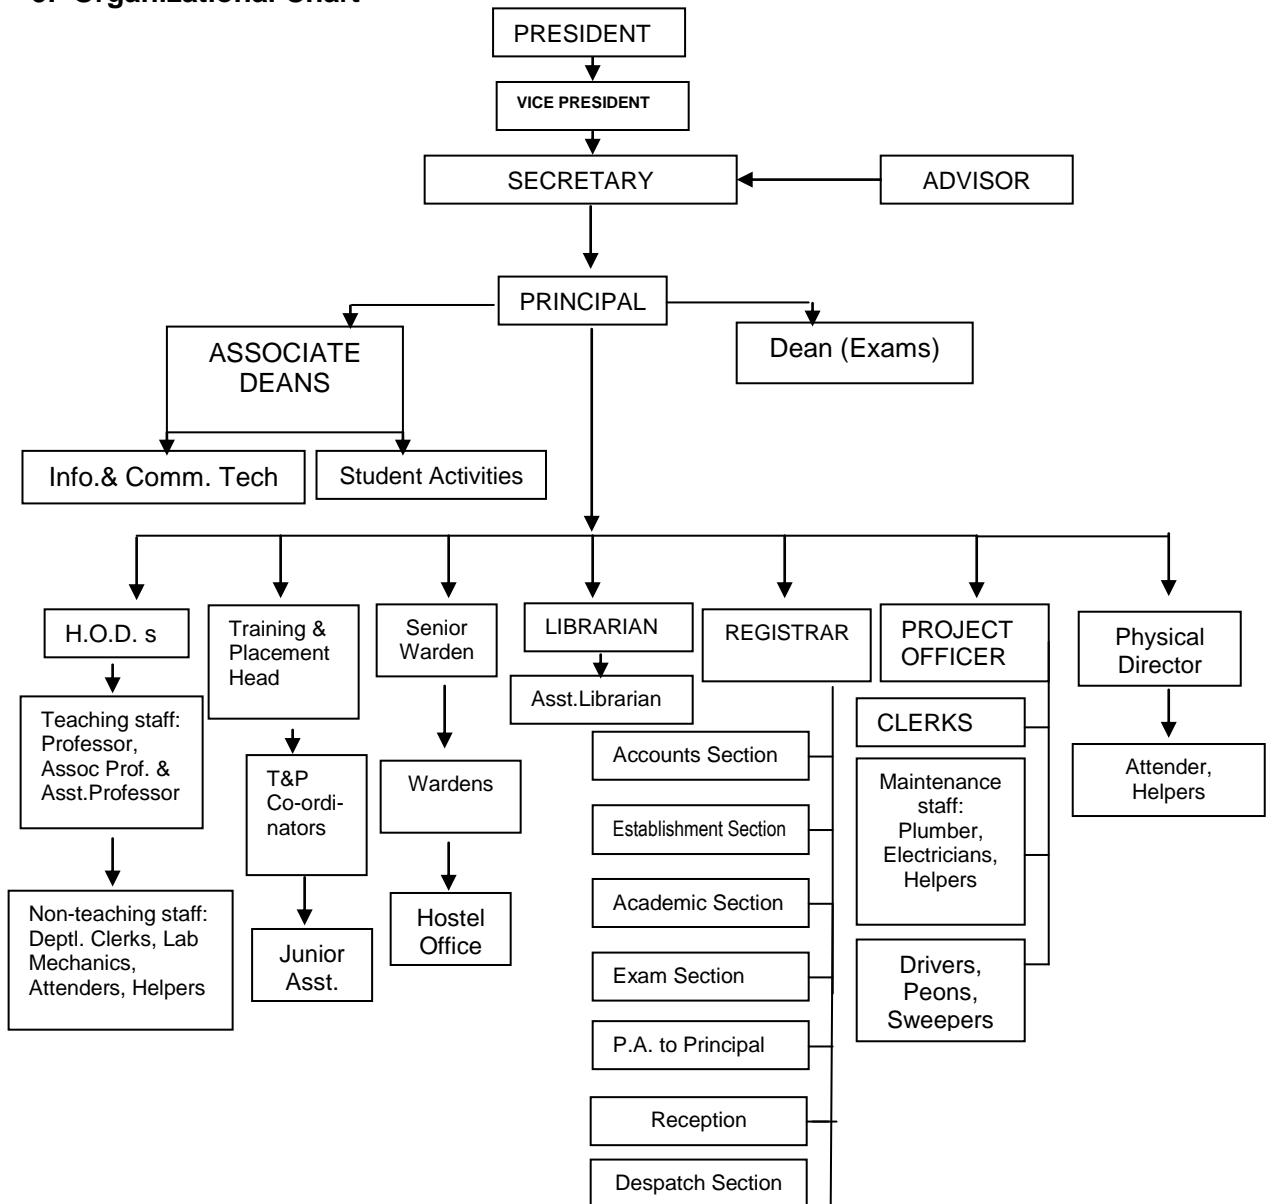 Organizational Chart
PRESIDENT
VICE PRESIDENT
SECRETARY
ADVISOR
PRINCIPAL
ASSOCIATE
DEANS
Dean (Exams)
Info.& Comm. Tech
Student Activities
H.O.D. s
Teaching staff:
Professor,
Assoc Prof. &
Asst.Professor
Non-teaching staff:
Deptl. Clerks, Lab
Mechanics,
Attenders, Helpers
Training &
Placement
Head
T&P
Co-ordi-
nators
Junior
Asst.
Senior
Warden
Wardens
Hostel
Office
LIBRARIAN
Asst.Librarian
REGISTRAR
Accounts Section
Establishment Section
Academic Section
Exam Section
P.A. to Principal
Reception
Despatch Section
PROJECT
OFFICER
CLERKS
Maintenance
staff:
Plumber,
Electricians,
Helpers
Drivers,
Peons,
Sweepers
Physical
Director
Attender,
Helpers